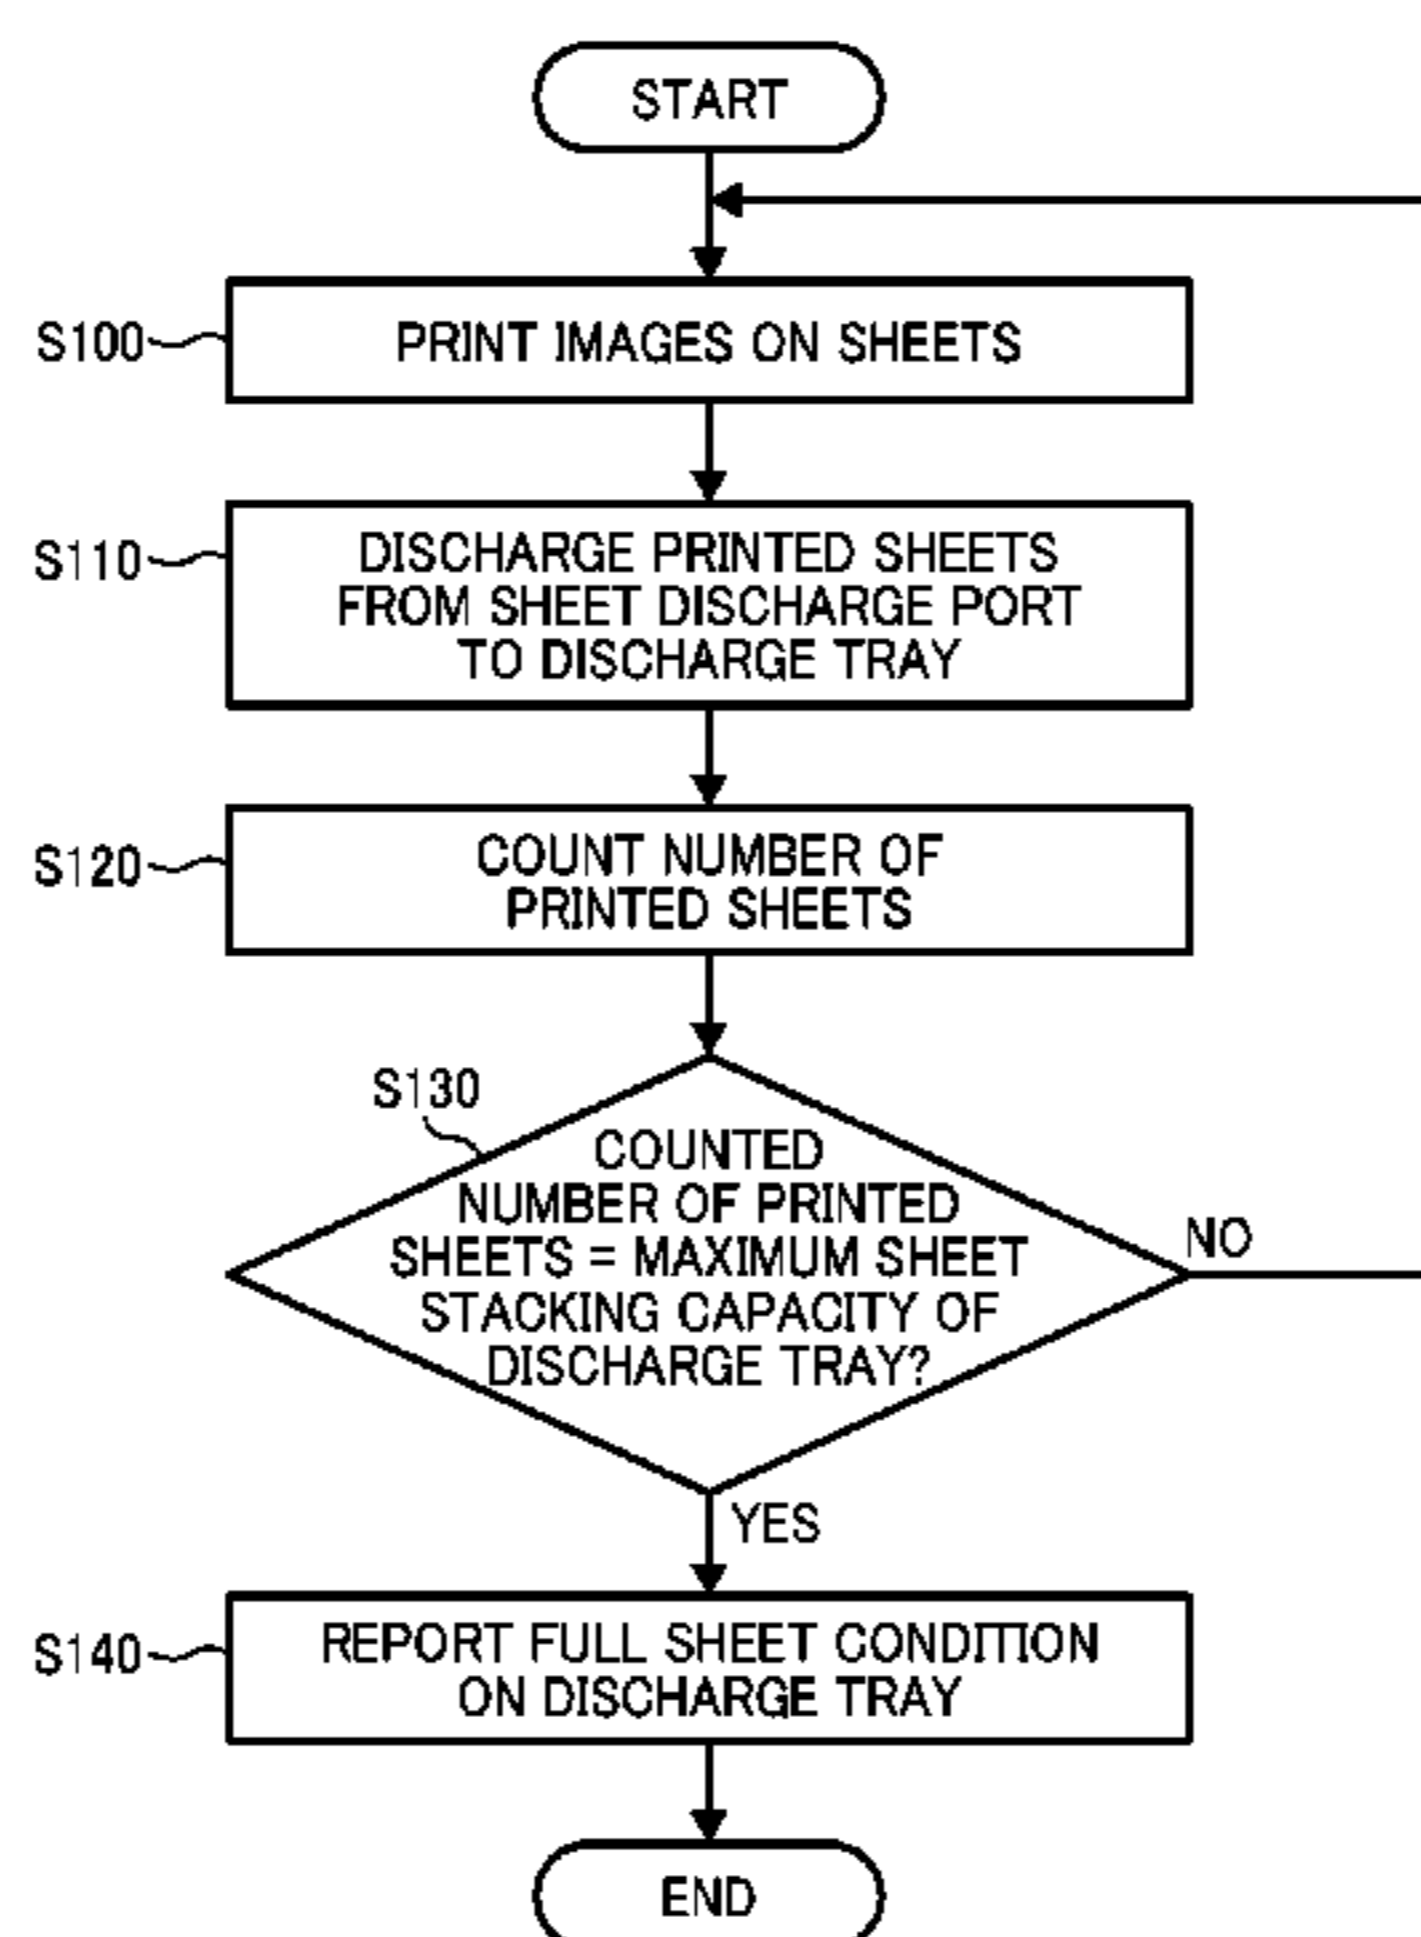 START
S100
PRINT IMAGES ON SHEETS
S110
DISCHARGE PRINTED SHEETS
FROM SHEET DISCHARGE PORT
TO DISCHARGE TRAY
S120
COUNT NUMBER OF
PRINTED SHEETS
S130
COUNTED
NUMBER OF PRINTED
SHEETS = MAXIMUM SHEET
STACKING CAPACITY OF
DISCHARGE TRAY?
NO
YES
S140
REPORT FULL SHEET CONDITION
ON DISCHARGE TRAY
END